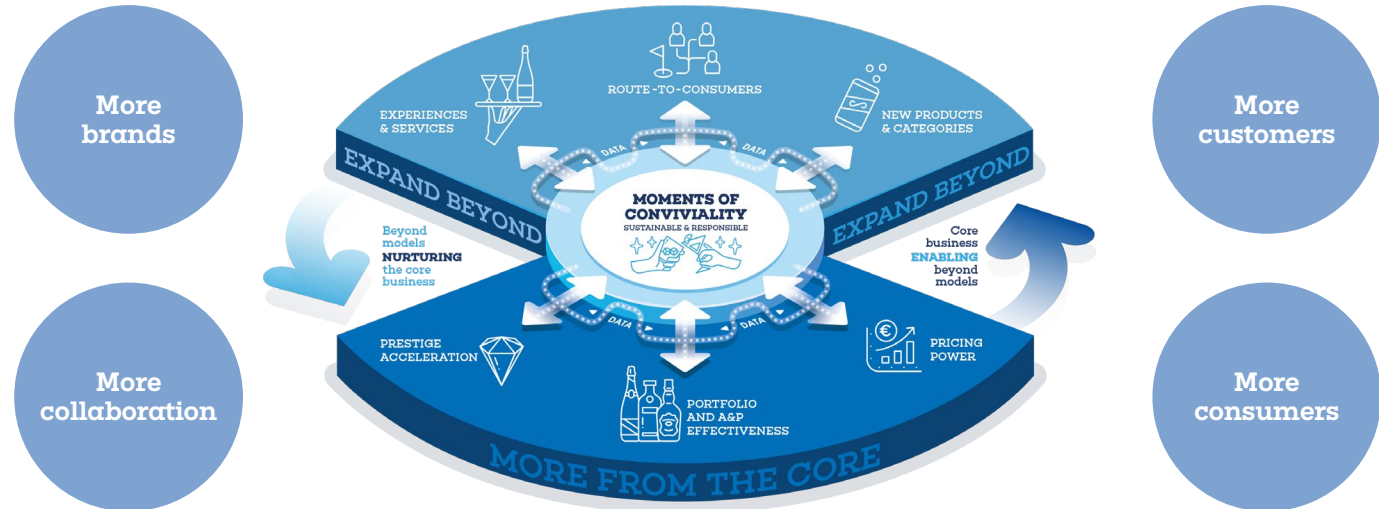 More
brands
More
collaboration
EXPERIENCES
& SERVICES
ROUTE-TO-CONSUMERS
NEW PRODUCTS
& CATEGORIES
DATA
DATA
EXPAND BEYOND
EXPAND BEYOND
MOMENTS OF
CONVIVIALITY
SUSTAINABLE & RESPONSIBLE
Beyond
models
NURTURING
the core
business
Core
business
ENABLING
beyond
models
DATA
DATA
PRESTIGE
ACCELERATION
€
PRICING
POWER
PORTFOLIO
AND A&P
EFFECTIVENESS
MORE FROM THE CORE
More
customers
More
consumers